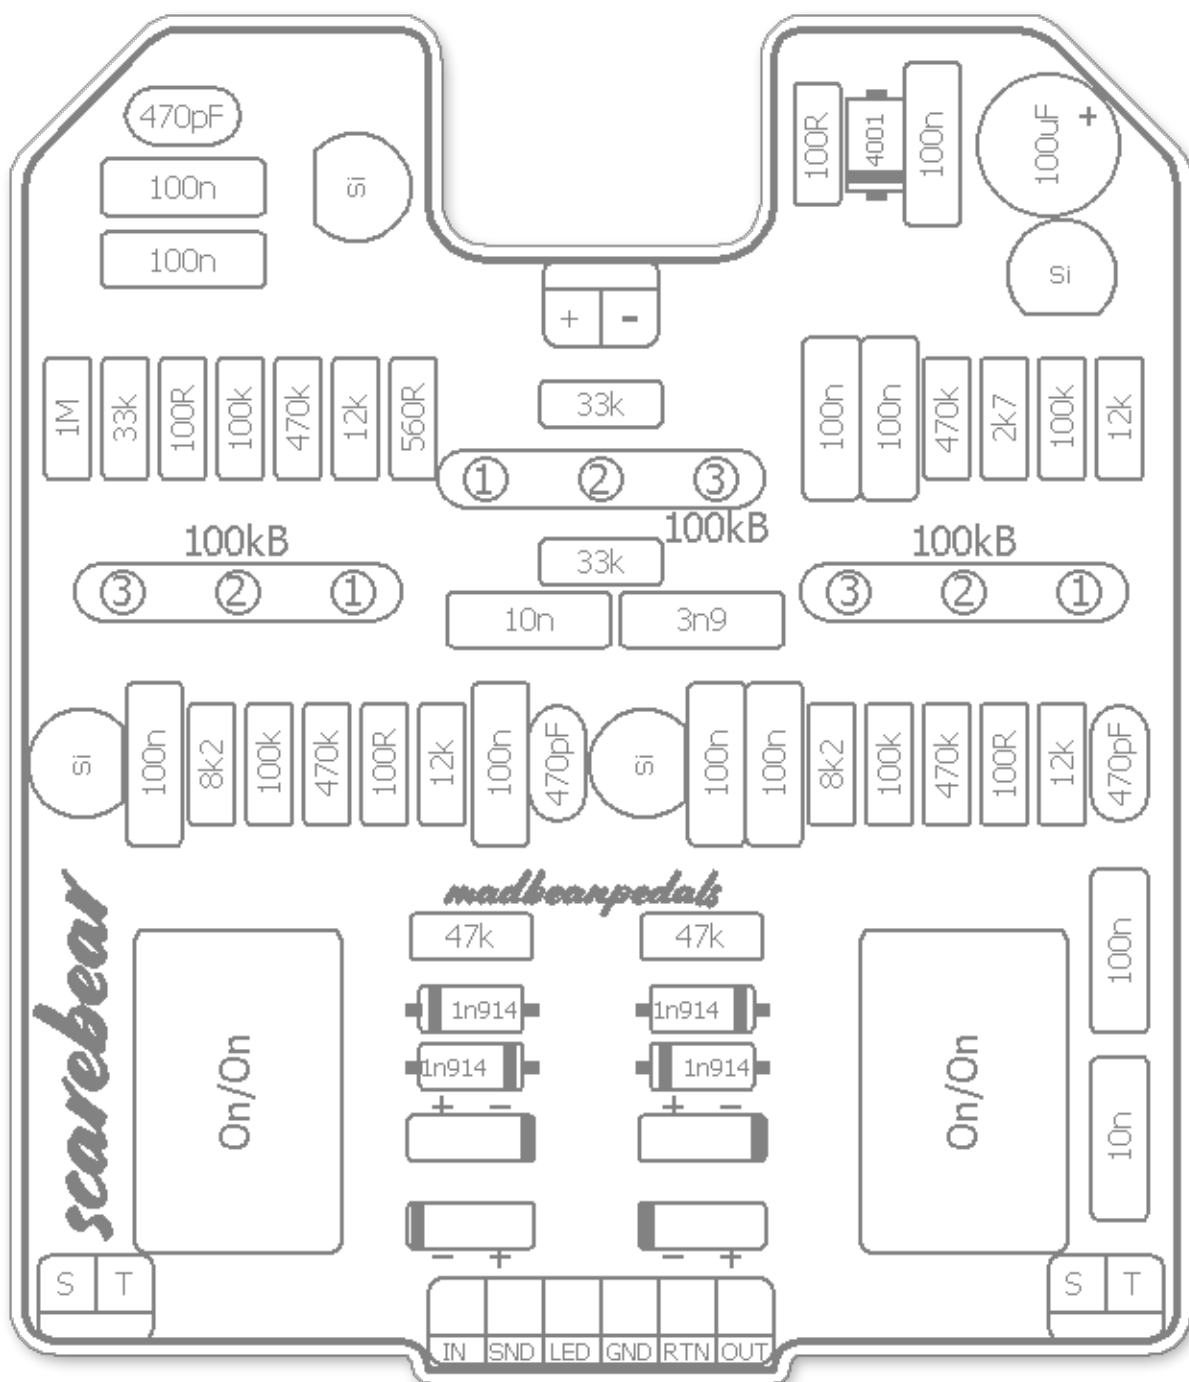 470pF
100n
100n
Si
100R
4001
100n
100uF
+
Si
+ -
1M 33k 100R 100k 470k 12k 560R
33k
100n 100n 470k 2k7 100k 12k
1 2 3
100kB
100kB
3 2 1
33k
100kB
3 2 1
10n 3n9
Si 100n 8k2 100k 470k 100R 12k 100n 470pF
Si 100n 100n 8k2 100k 470k 100R 12k 470pF
madbeanpedals
scarebear
47k 47k
100n
1n914 1n914
1n914 1n914
On/On
On/On
+ - + -
10n
- + - +
S T
S T
IN SND LED GND RTN OUT